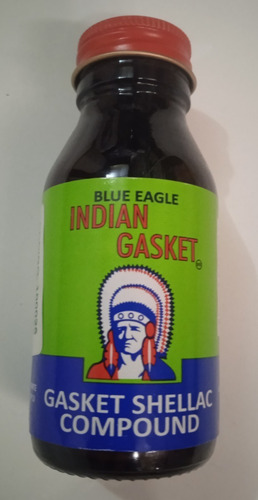 BLUE EAGLE
INDIAN
GASKET
GASKET SHELLAC
COMPOUND